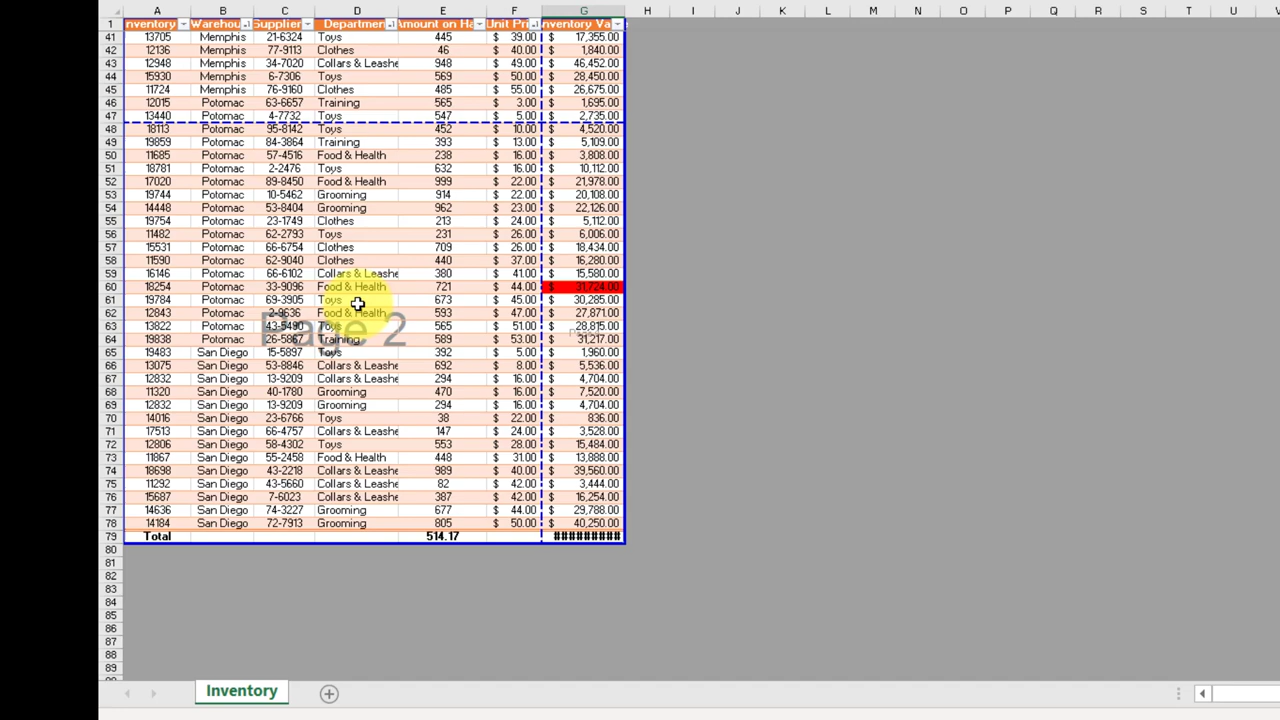 A B C D E F G H I J K L M N O P Q R S T U V
1 nventory Warehou Supplier Departmen Amount on Ha Unit Pri nventory Va
41 13705 Memphis 21-6324 Toys 445 $ 39.00 $ 17,355.00
42 12136 Memphis 77-9113 Clothes 46 $ 40.00 $ 1,840.00
43 12948 Memphis 34-7020 Collars & Leashe 948 $ 49.00 $ 46,452.00
44 15930 Memphis 6-7306 Toys 569 $ 50.00 $ 28,450.00
45 11724 Memphis 76-9160 Clothes 485 $ 55.00 $ 26,675.00
46 12015 Potomac 63-6657 Training 565 $ 3.00 $ 1,695.00
47 13440 Potomac 4-7732 Toys 547 $ 5.00 $ 2,735.00
48 18113 Potomac 95-8142 Toys 452 $ 10.00 $ 4,520.00
49 19859 Potomac 84-3864 Training 393 $ 13.00 $ 5,109.00
50 11685 Potomac 57-4516 Food & Health 238 $ 16.00 $ 3,808.00
51 18781 Potomac 2-2476 Toys 632 $ 16.00 $ 10,112.00
52 17020 Potomac 89-8450 Food & Health 999 $ 22.00 $ 21,978.00
53 19744 Potomac 10-5462 Grooming 914 $ 22.00 $ 20,108.00
54 14448 Potomac 53-8404 Grooming 962 $ 23.00 $ 22,126.00
55 19754 Potomac 23-1749 Clothes 213 $ 24.00 $ 5,112.00
56 11482 Potomac 62-2793 Toys 231 $ 26.00 $ 6,006.00
57 15531 Potomac 66-6754 Clothes 709 $ 26.00 $ 18,434.00
58 11590 Potomac 62-9040 Clothes 440 $ 37.00 $ 16,280.00
59 16146 Potomac 66-6102 Collars & Leashe 380 $ 41.00 $ 15,580.00
60 18254 Potomac 33-9096 Food & Health 721 $ 44.00 $ 31,724.00
61 19784 Potomac 69-3905 Toys 673 $ 45.00 $ 30,285.00
62 12843 Potomac 2-9636 Food & Health 593 $ 47.00 $ 27,871.00
63 13822 Potomac 43-5490 Toys 565 $ 51.00 $ 28,815.00
Page 2
64 19838 Potomac 26-5867 Training 589 $ 53.00 $ 31,217.00
65 19483 San Diego 15-5897 Toys 392 $ 5.00 $ 1,960.00
66 13075 San Diego 53-8846 Collars & Leashe 692 $ 8.00 $ 5,536.00
67 12832 San Diego 13-9209 Collars & Leashe 294 $ 16.00 $ 4,704.00
68 11320 San Diego 40-1780 Grooming 470 $ 16.00 $ 7,520.00
69 12832 San Diego 13-9209 Grooming 294 $ 16.00 $ 4,704.00
70 14016 San Diego 23-6766 Toys 38 $ 22.00 $ 836.00
71 17513 San Diego 66-4757 Collars & Leashe 147 $ 24.00 $ 3,528.00
72 12806 San Diego 58-4302 Toys 553 $ 28.00 $ 15,484.00
73 11867 San Diego 55-2458 Food & Health 448 $ 31.00 $ 13,888.00
74 18698 San Diego 43-2218 Collars & Leashe 989 $ 40.00 $ 39,560.00
75 11292 San Diego 43-5660 Collars & Leashe 82 $ 42.00 $ 3,444.00
76 15687 San Diego 7-6023 Collars & Leashe 387 $ 42.00 $ 16,254.00
77 14636 San Diego 74-3227 Grooming 677 $ 44.00 $ 29,788.00
78 14184 San Diego 72-7913 Grooming 805 $ 50.00 $ 40,250.00
79 Total 514.17 #########
80
81
82
83
84
85
86
87
88
89
Inventory